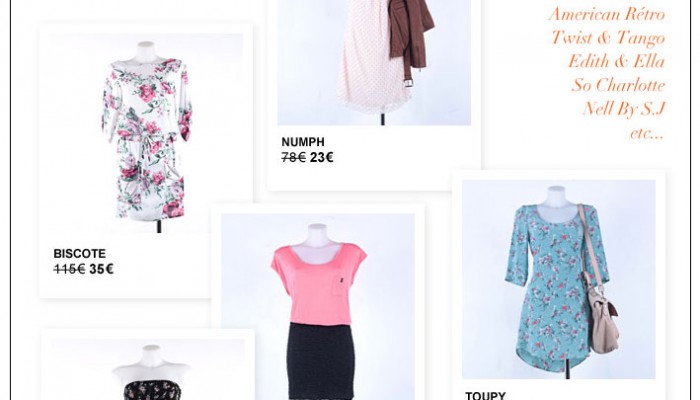 American Rétro
Twist & Tango
Edith & Ella
So Charlotte
Nell By S.J
etc...
NUMPH
78€ 23€
BISCOTE
115€ 35€
TOUPY